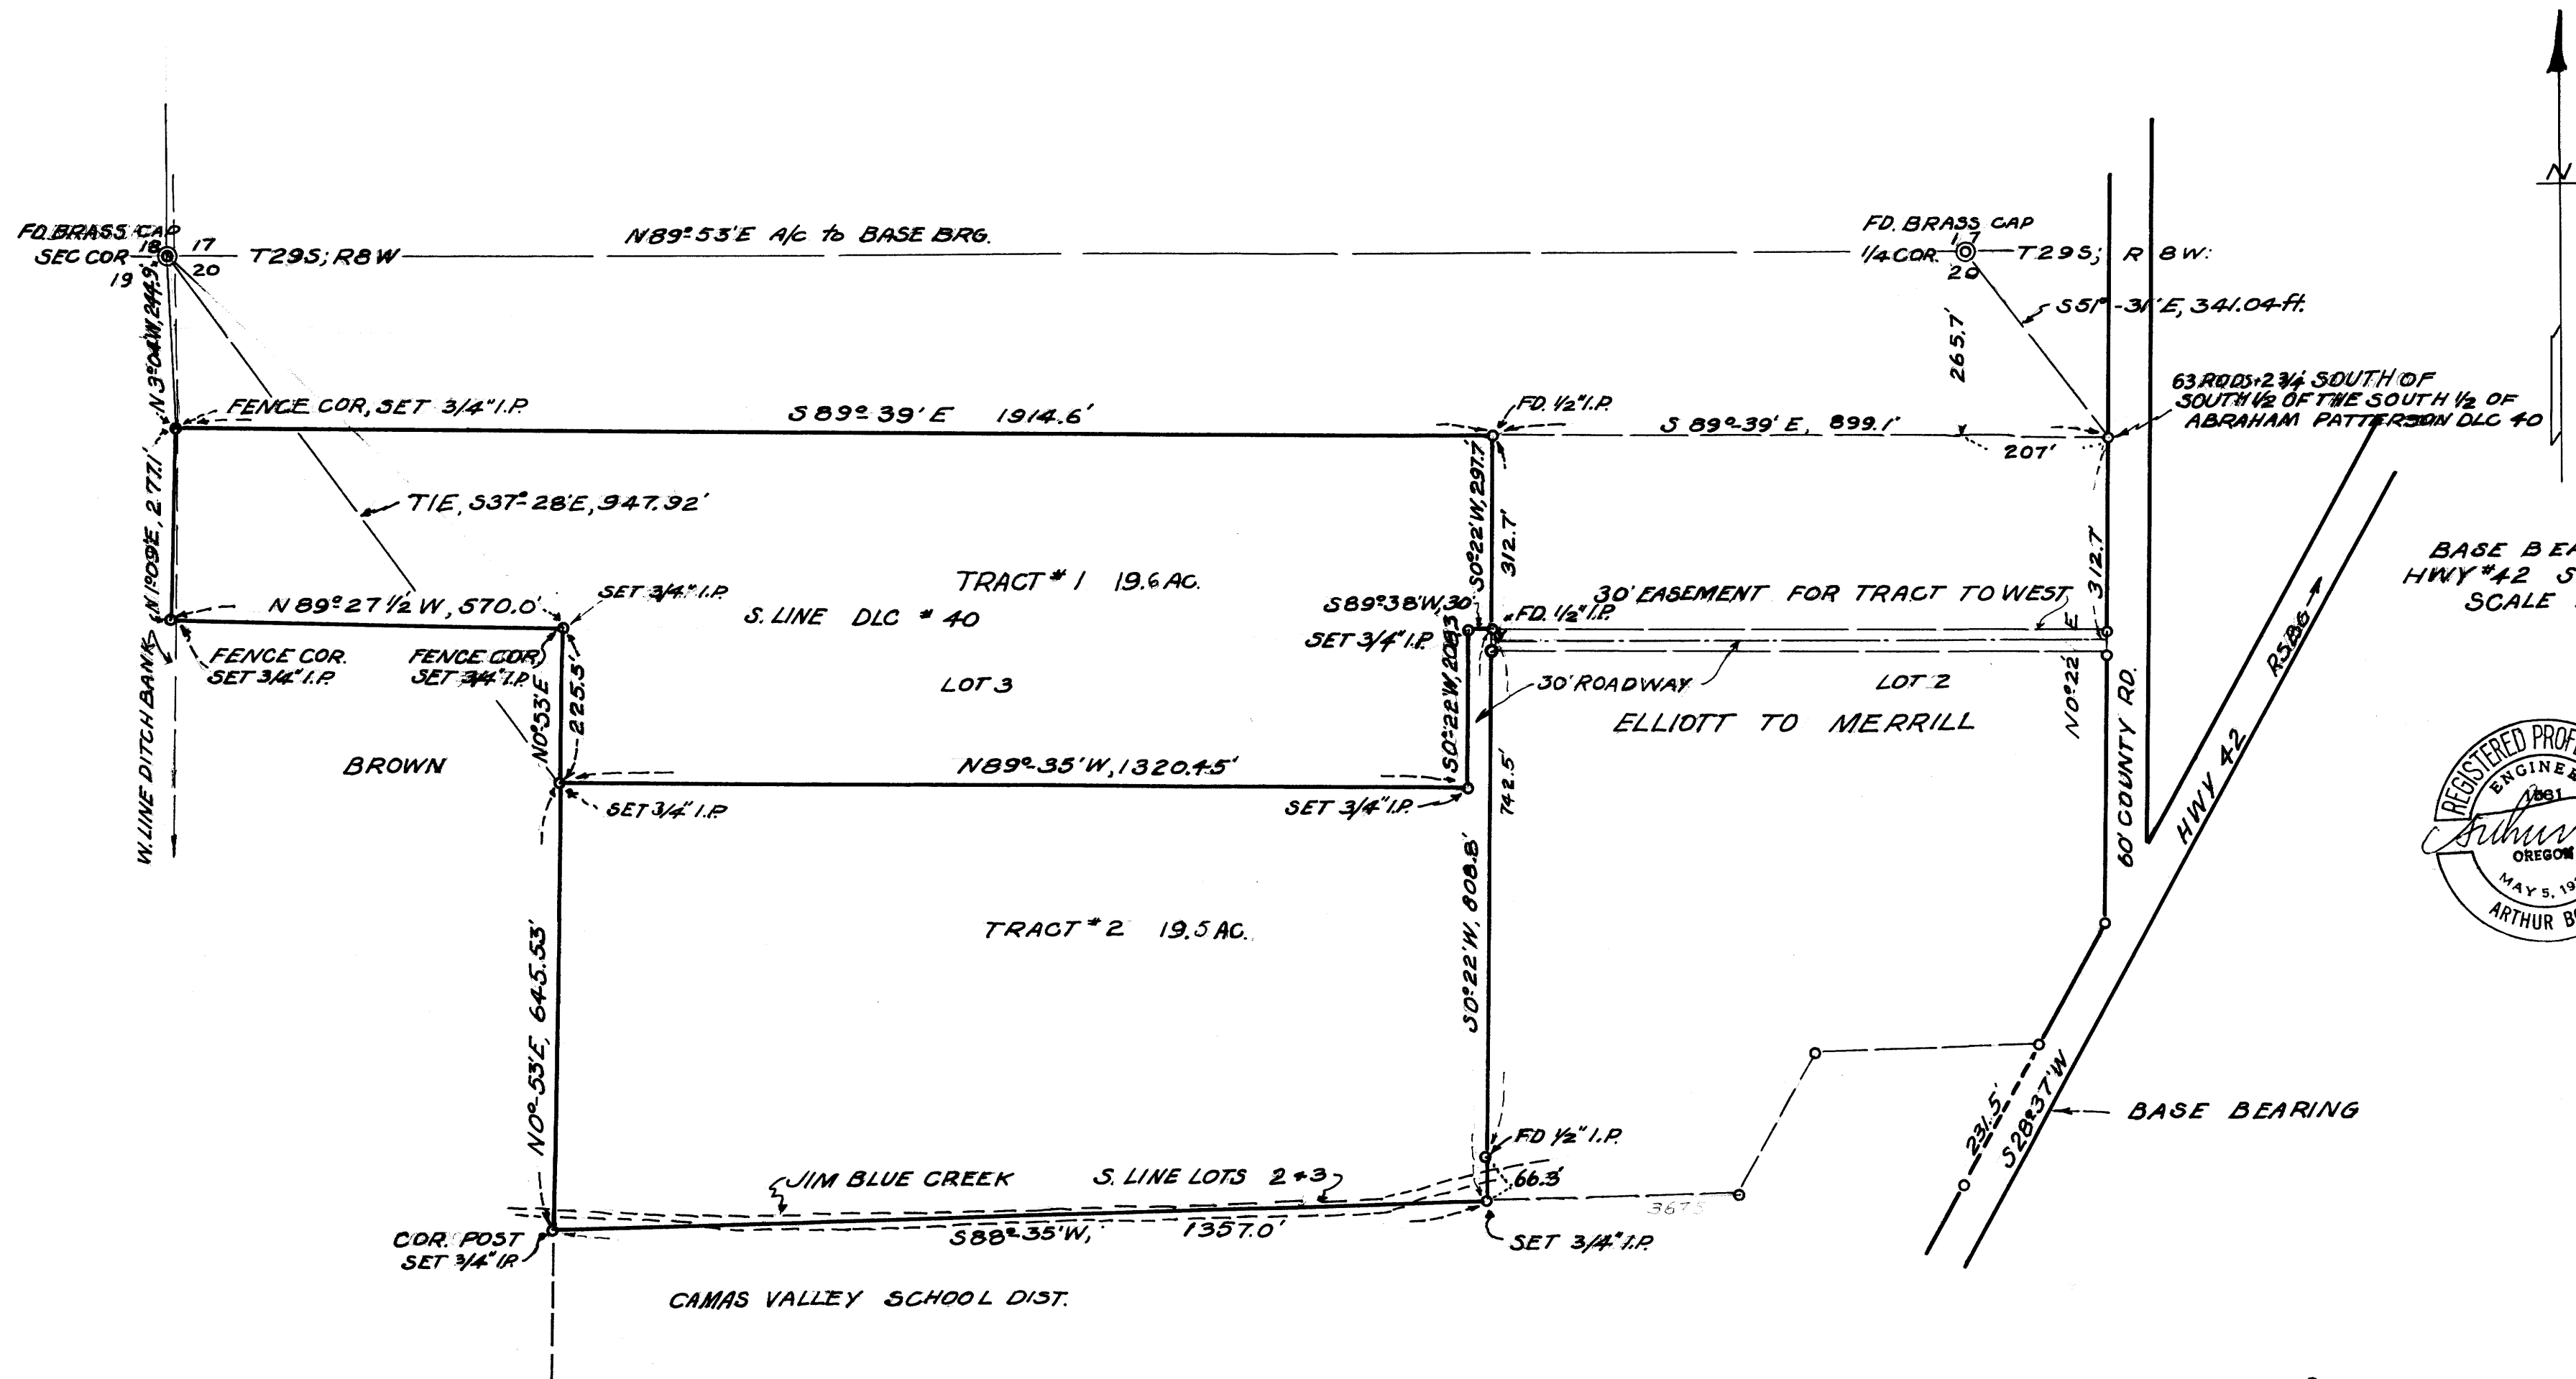 N
FD. BRASS CAP
SEC COR
18 17
19 20
T29S; R8W
N89°53'E A/c to BASE BRG.
FD. BRASS CAP
1/4 COR.
17
20
T29S; R 8W.
S51°-31'E, 341.04 ft.
N3°04'W, 244.9
265.7'
63 RODS+2 3/4' SOUTH OF
SOUTH 1/2 OF THE SOUTH 1/2 OF
ABRAHAM PATTERSON DLC 40
FENCE COR, SET 3/4" I.P.
S89°39'E 1914.6'
FD. 1/2" I.P.
S 89°-39'E, 899.1'
207'
N1°09'E, 277.1'
TIE, S37°-28'E, 947.92'
S0°-22'W, 297.7'
312.7'
312.7'
TRACT #1 19.6 AC.
30' EASEMENT FOR TRACT TO WEST
N 89°27 1/2 W, 570.0'
SET 3/4" I.P.
S. LINE DLC #40
S89°38'W, 30'
SET 3/4" I.P.
FD. 1/2" I.P.
FENCE COR.
SET 3/4" I.P.
FENCE COR,
SET 3/4" I.P.
W. LINE DITCH BANK
N0°53'E
225.5'
LOT 3
S0°22'W, 208.3
30' ROADWAY
LOT 2
N0°22' E
60' COUNTY RD.
ELLIOTT TO MERRILL
BROWN
N89°-35'W, 1320.45'
SET 3/4" I.P.
SET 3/4" I.P.
742.5'
HWY 42
RSBG
BASE BEA
HWY #42 S
SCALE
REGISTERED PROF
ENGINE
OREGON
MAY 5, 19
ARTHUR B
TRACT #2 19.5 AC.
S0°22'W, 808.8'
N0°-53'E, 645.53'
231.5'
S28°37'W
BASE BEARING
FD 1/2" I.P.
JIM BLUE CREEK
S. LINE LOTS 2+3
66.3'
367.5
COR. POST
SET 3/4" I.P.
S88°35'W, 1357.0'
SET 3/4" I.P.
CAMAS VALLEY SCHOOL DIST.